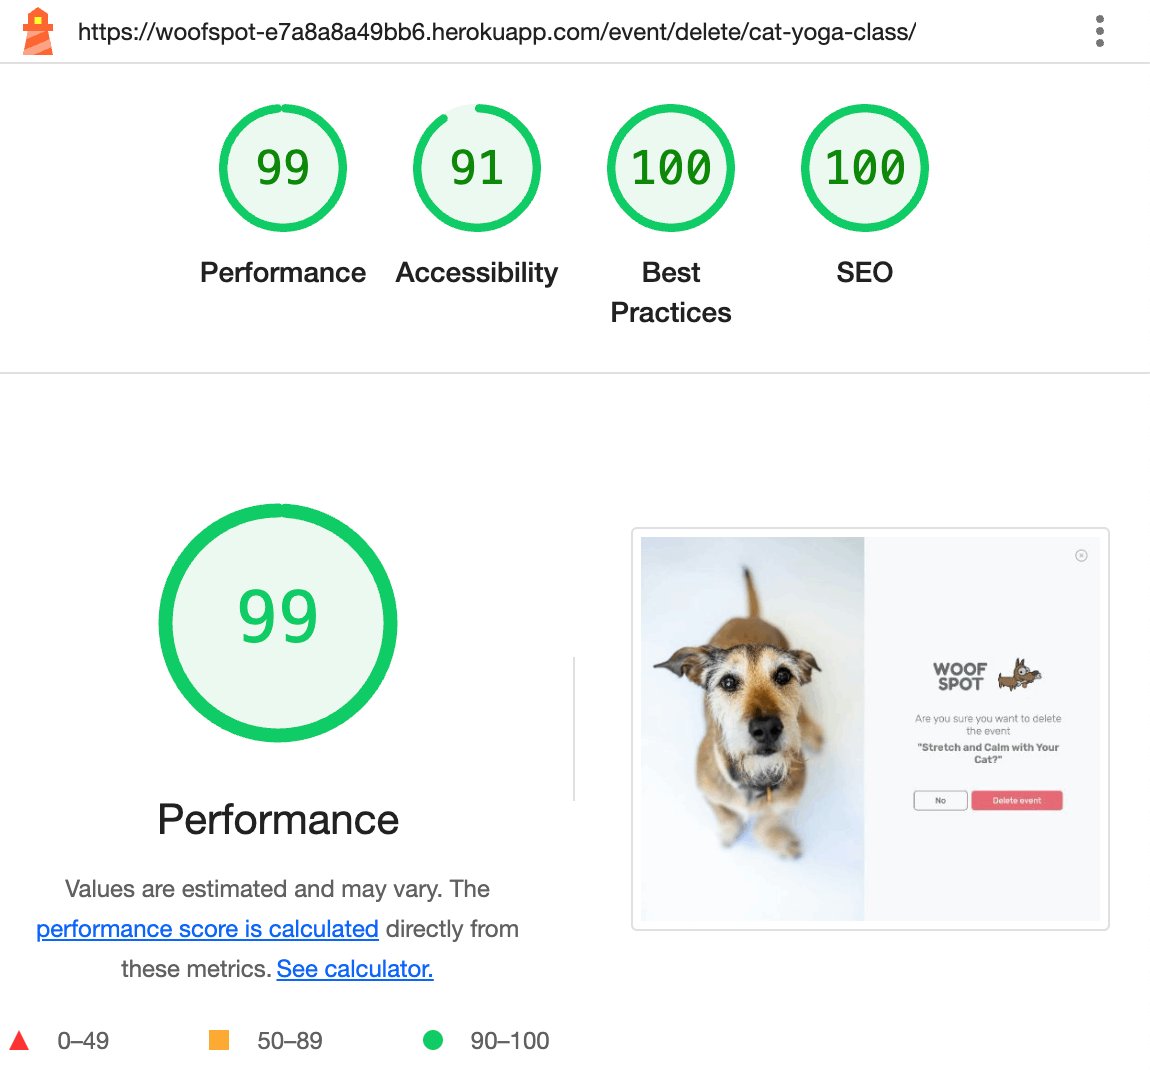 https://woofspot-e7a8a8a49bb6.herokuapp.com/event/delete/cat-yoga-class/
99
91
100
100
Performance
Accessibility
Best
Practices
SEO
99
Performance
Values are estimated and may vary. The
performance score is calculated directly from
these metrics. See calculator.
0–49
50–89
90–100
WOOF
SPOT
Are you sure you want to delete
the event
"Stretch and Calm with Your
Cat?"
No
Delete event